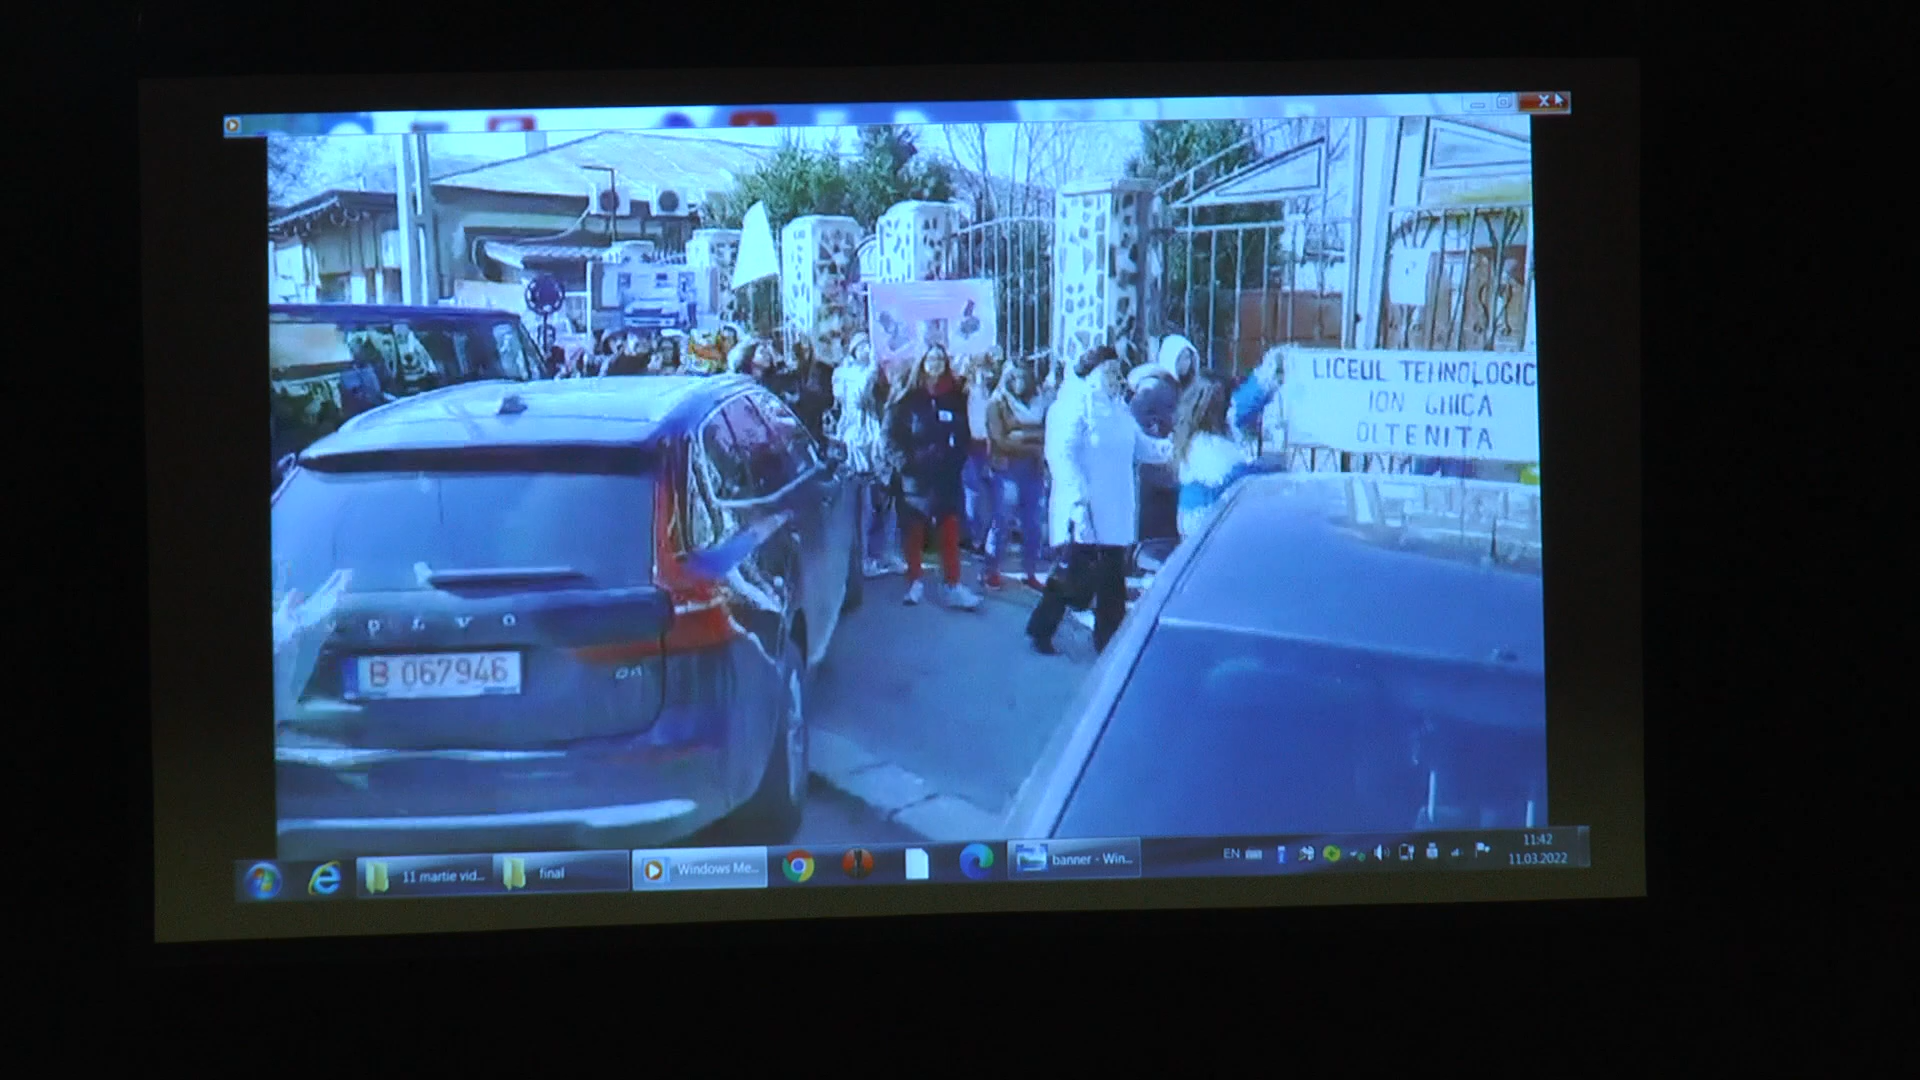 LICEUL TEHNOLOGIC
ION GHICA
OLTENITA
VOLVO
B 067946
11 martie vid...
final
Windows Me...
banner - Win...
EN
11:42
11.03.2022